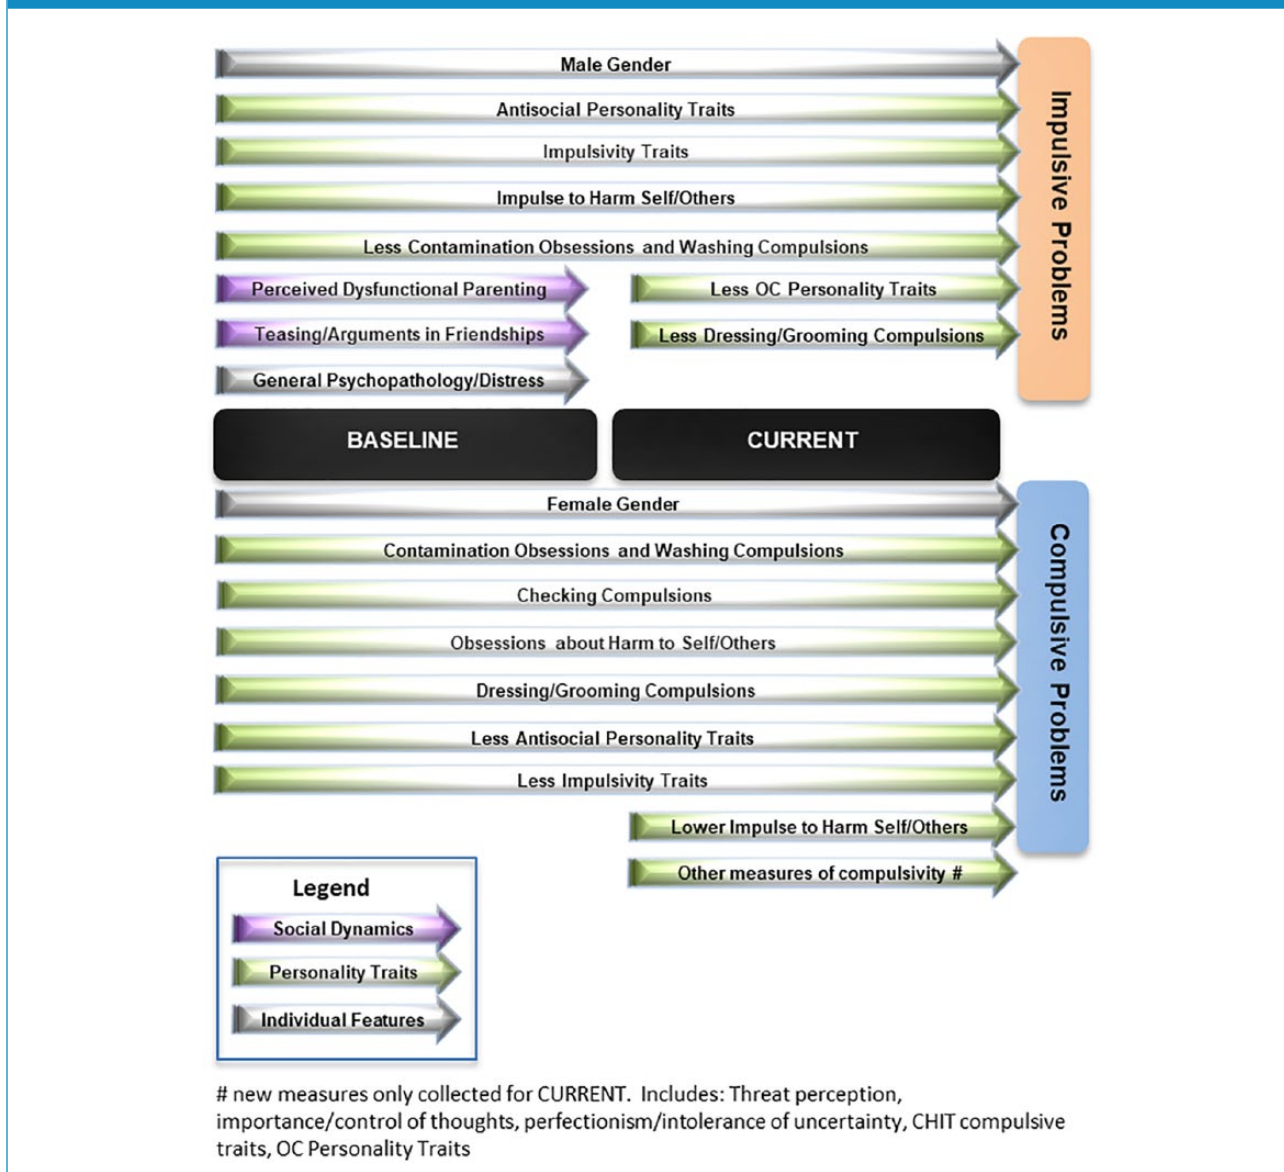 Male Gender
Antisocial Personality Traits
Impulsivity Traits
Impulse to Harm Self/Others
Less Contamination Obsessions and Washing Compulsions
Perceived Dysfunctional Parenting
Less OC Personality Traits
Teasing/Arguments in Friendships
Less Dressing/Grooming Compulsions
General Psychopathology/Distress
Impulsive Problems
BASELINE
CURRENT
Female Gender
Contamination Obsessions and Washing Compulsions
Checking Compulsions
Obsessions about Harm to Self/Others
Dressing/Grooming Compulsions
Less Antisocial Personality Traits
Less Impulsivity Traits
Lower Impulse to Harm Self/Others
Other measures of compulsivity #
Compulsive Problems
Legend
Social Dynamics
Personality Traits
Individual Features
# new measures only collected for CURRENT. Includes: Threat perception,
importance/control of thoughts, perfectionism/intolerance of uncertainty, CHIT compulsive
traits, OC Personality Traits